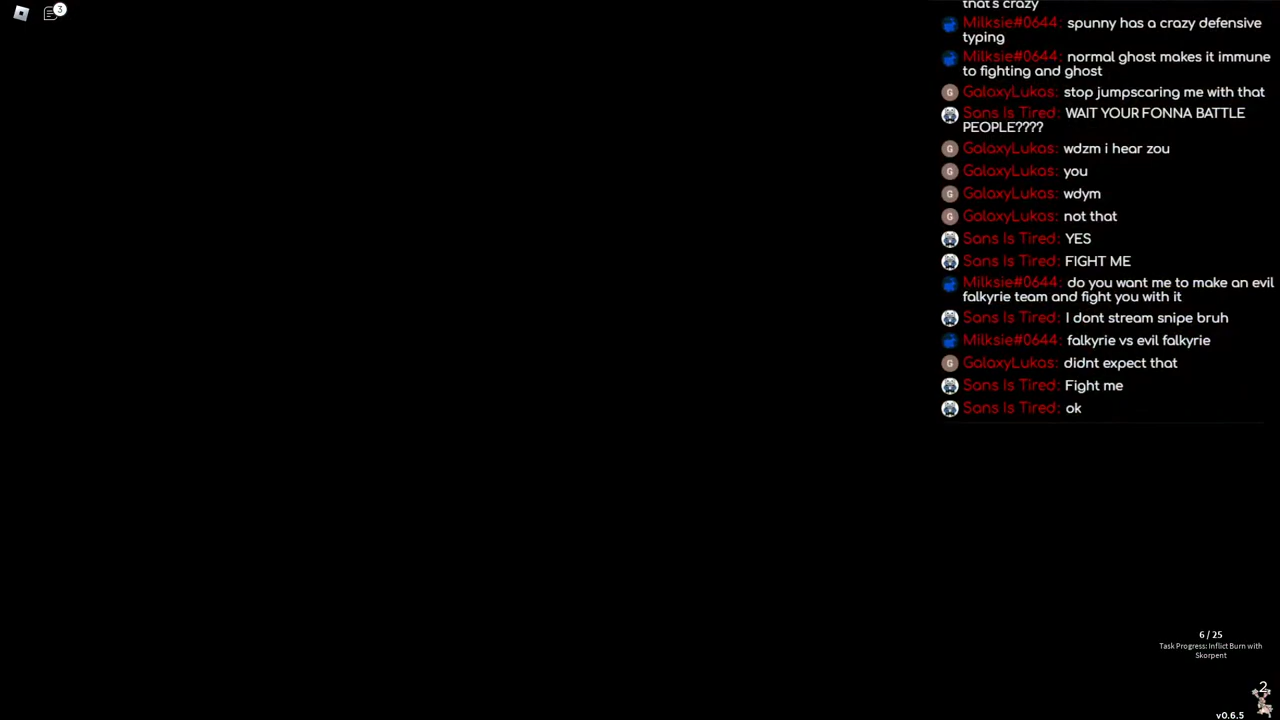 3
that's crazy
Milksie#0644: spunny has a crazy defensive
typing
Milksie#0644: normal ghost makes it immune
to fighting and ghost
G GalaxyLukas: stop jumpscaring me with that
Sans Is Tired: WAIT YOUR FONNA BATTLE
PEOPLE????
G GalaxyLukas: wdzm i hear zou
G GalaxyLukas: you
G GalaxyLukas: wdym
G GalaxyLukas: not that
Sans Is Tired: YES
Sans Is Tired: FIGHT ME
Milksie#0644: do you want me to make an evil
falkyrie team and fight you with it
Sans Is Tired: I dont stream snipe bruh
Milksie#0644: falkyrie vs evil falkyrie
G GalaxyLukas: didnt expect that
Sans Is Tired: Fight me
Sans Is Tired: ok
6 / 25
Task Progress: Inflict Burn with
Skorpent
2
v0.6.5